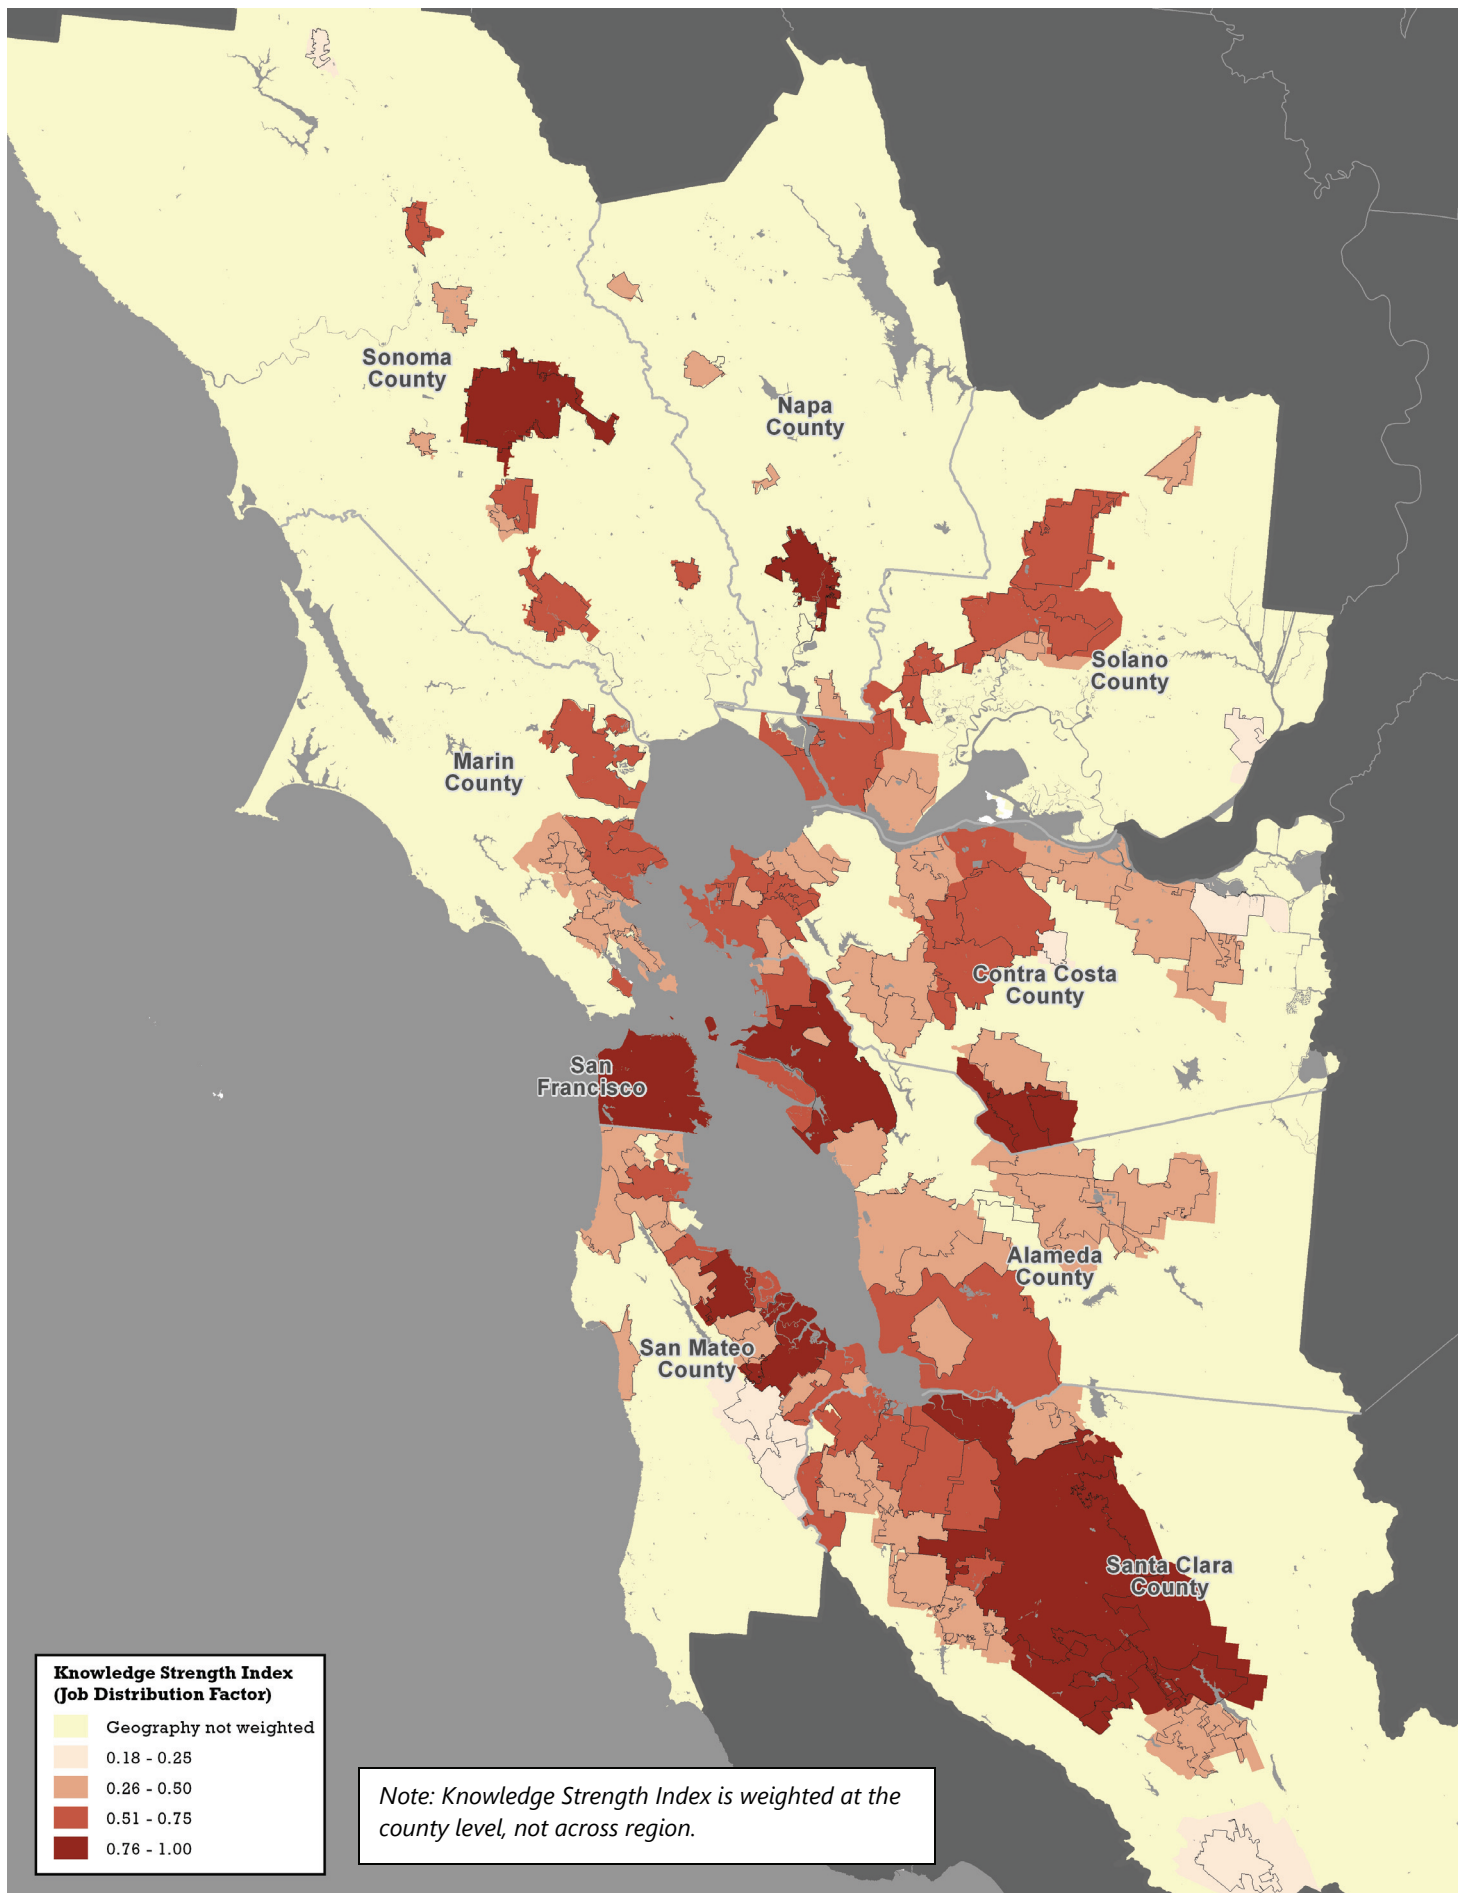 Sonoma
County
Napa
County
Solano
County
Marin
County
Contra Costa
County
San
Francisco
Alameda
County
San Mateo
County
Santa Clara
County
Knowledge Strength Index
(Job Distribution Factor)
Geography not weighted
0.18 - 0.25
0.26 - 0.50
0.51 - 0.75
0.76 - 1.00
Note: Knowledge Strength Index is weighted at the
county level, not across region.